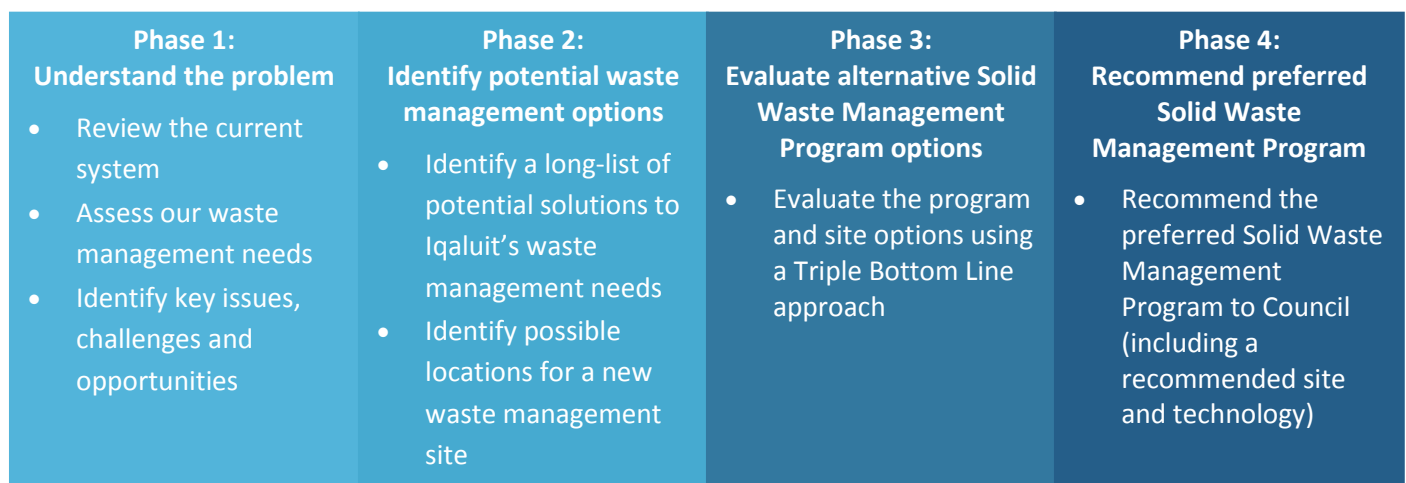 Phase 1:
Understand the problem
• Review the current
system
• Assess our waste
management needs
• Identify key issues,
challenges and
opportunities
Phase 2:
Identify potential waste
management options
• Identify a long-list of
potential solutions to
Iqaluit’s waste
management needs
• Identify possible
locations for a new
waste management
site
Phase 3:
Evaluate alternative Solid
Waste Management
Program options
• Evaluate the program
and site options using
a Triple Bottom Line
approach
Phase 4:
Recommend preferred
Solid Waste
Management Program
• Recommend the
preferred Solid Waste
Management
Program to Council
(including a
recommended site
and technology)